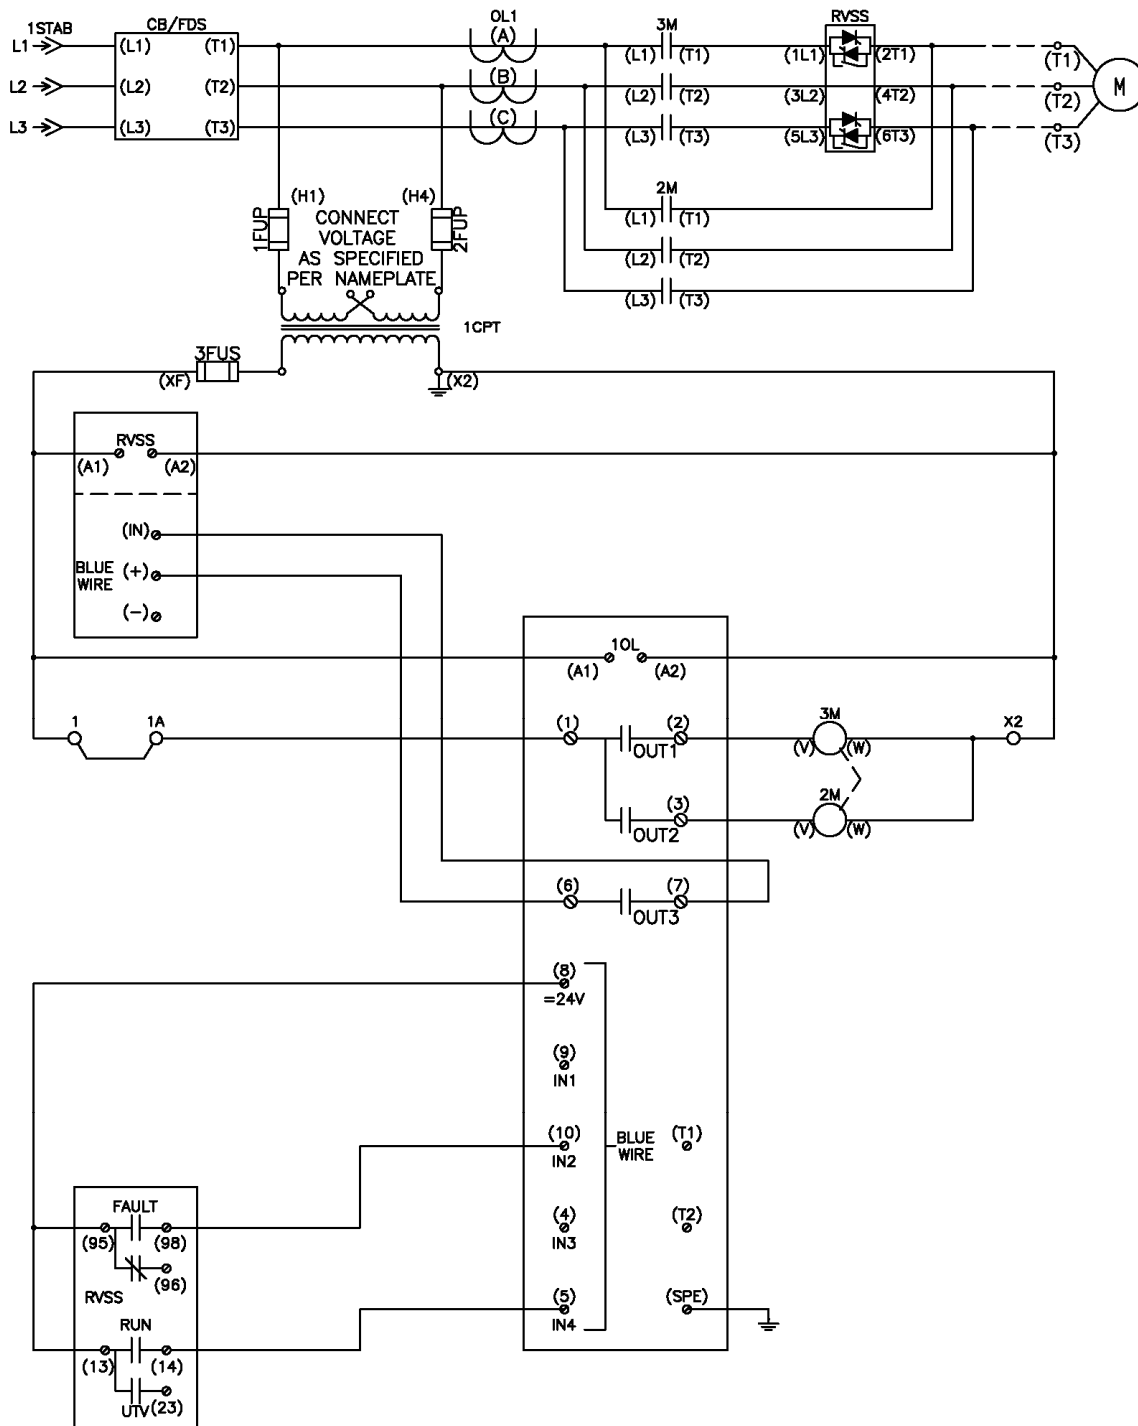 1STAB CB/FDS OL1 3M RVSS
L1 (L1) (T1) (A) (L1) (T1) (1L1) (2T1) (T1)
L2 (L2) (T2) (B) (L2) (T2) (3L2) (4T2) (T2) M
L3 (L3) (T3) (C) (L3) (T3) (5L3) (6T3) (T3)
2M
(L1) (T1)
(L2) (T2)
(L3) (T3)
(H1) (H4)
1FUP 2FUP
CONNECT
VOLTAGE
AS SPECIFIED
PER NAMEPLATE
1CPT
3FUS
(XF) (X2)
RVSS
(A1) (A2)
(IN)
BLUE WIRE (+)
(-)
1OL
(A1) (A2)
1 1A (1) (2) 3M X2
OUT1 (V) (W)
(3) 2M
OUT2 (V) (W)
(6) (7)
OUT3
(8)
=24V
(9)
IN1
(10) BLUE WIRE (T1)
IN2
(4) (T2)
IN3
(5) (SPE)
IN4
FAULT
(95) (98)
(96)
RVSS
RUN
(13) (14)
UTV (23)